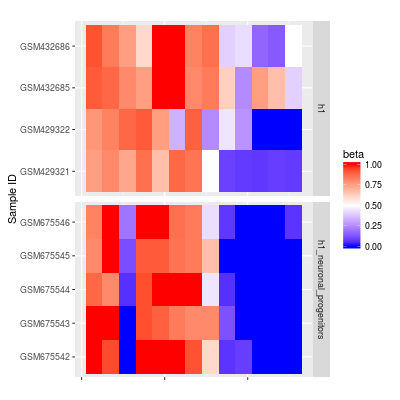 GSM432686
GSM432685
GSM429322
GSM429321
h1
GSM675546
GSM675545
GSM675544
GSM675543
GSM675542
h1_neuronal_progenitors
Sample ID
beta
1.00
0.75
0.50
0.25
0.00